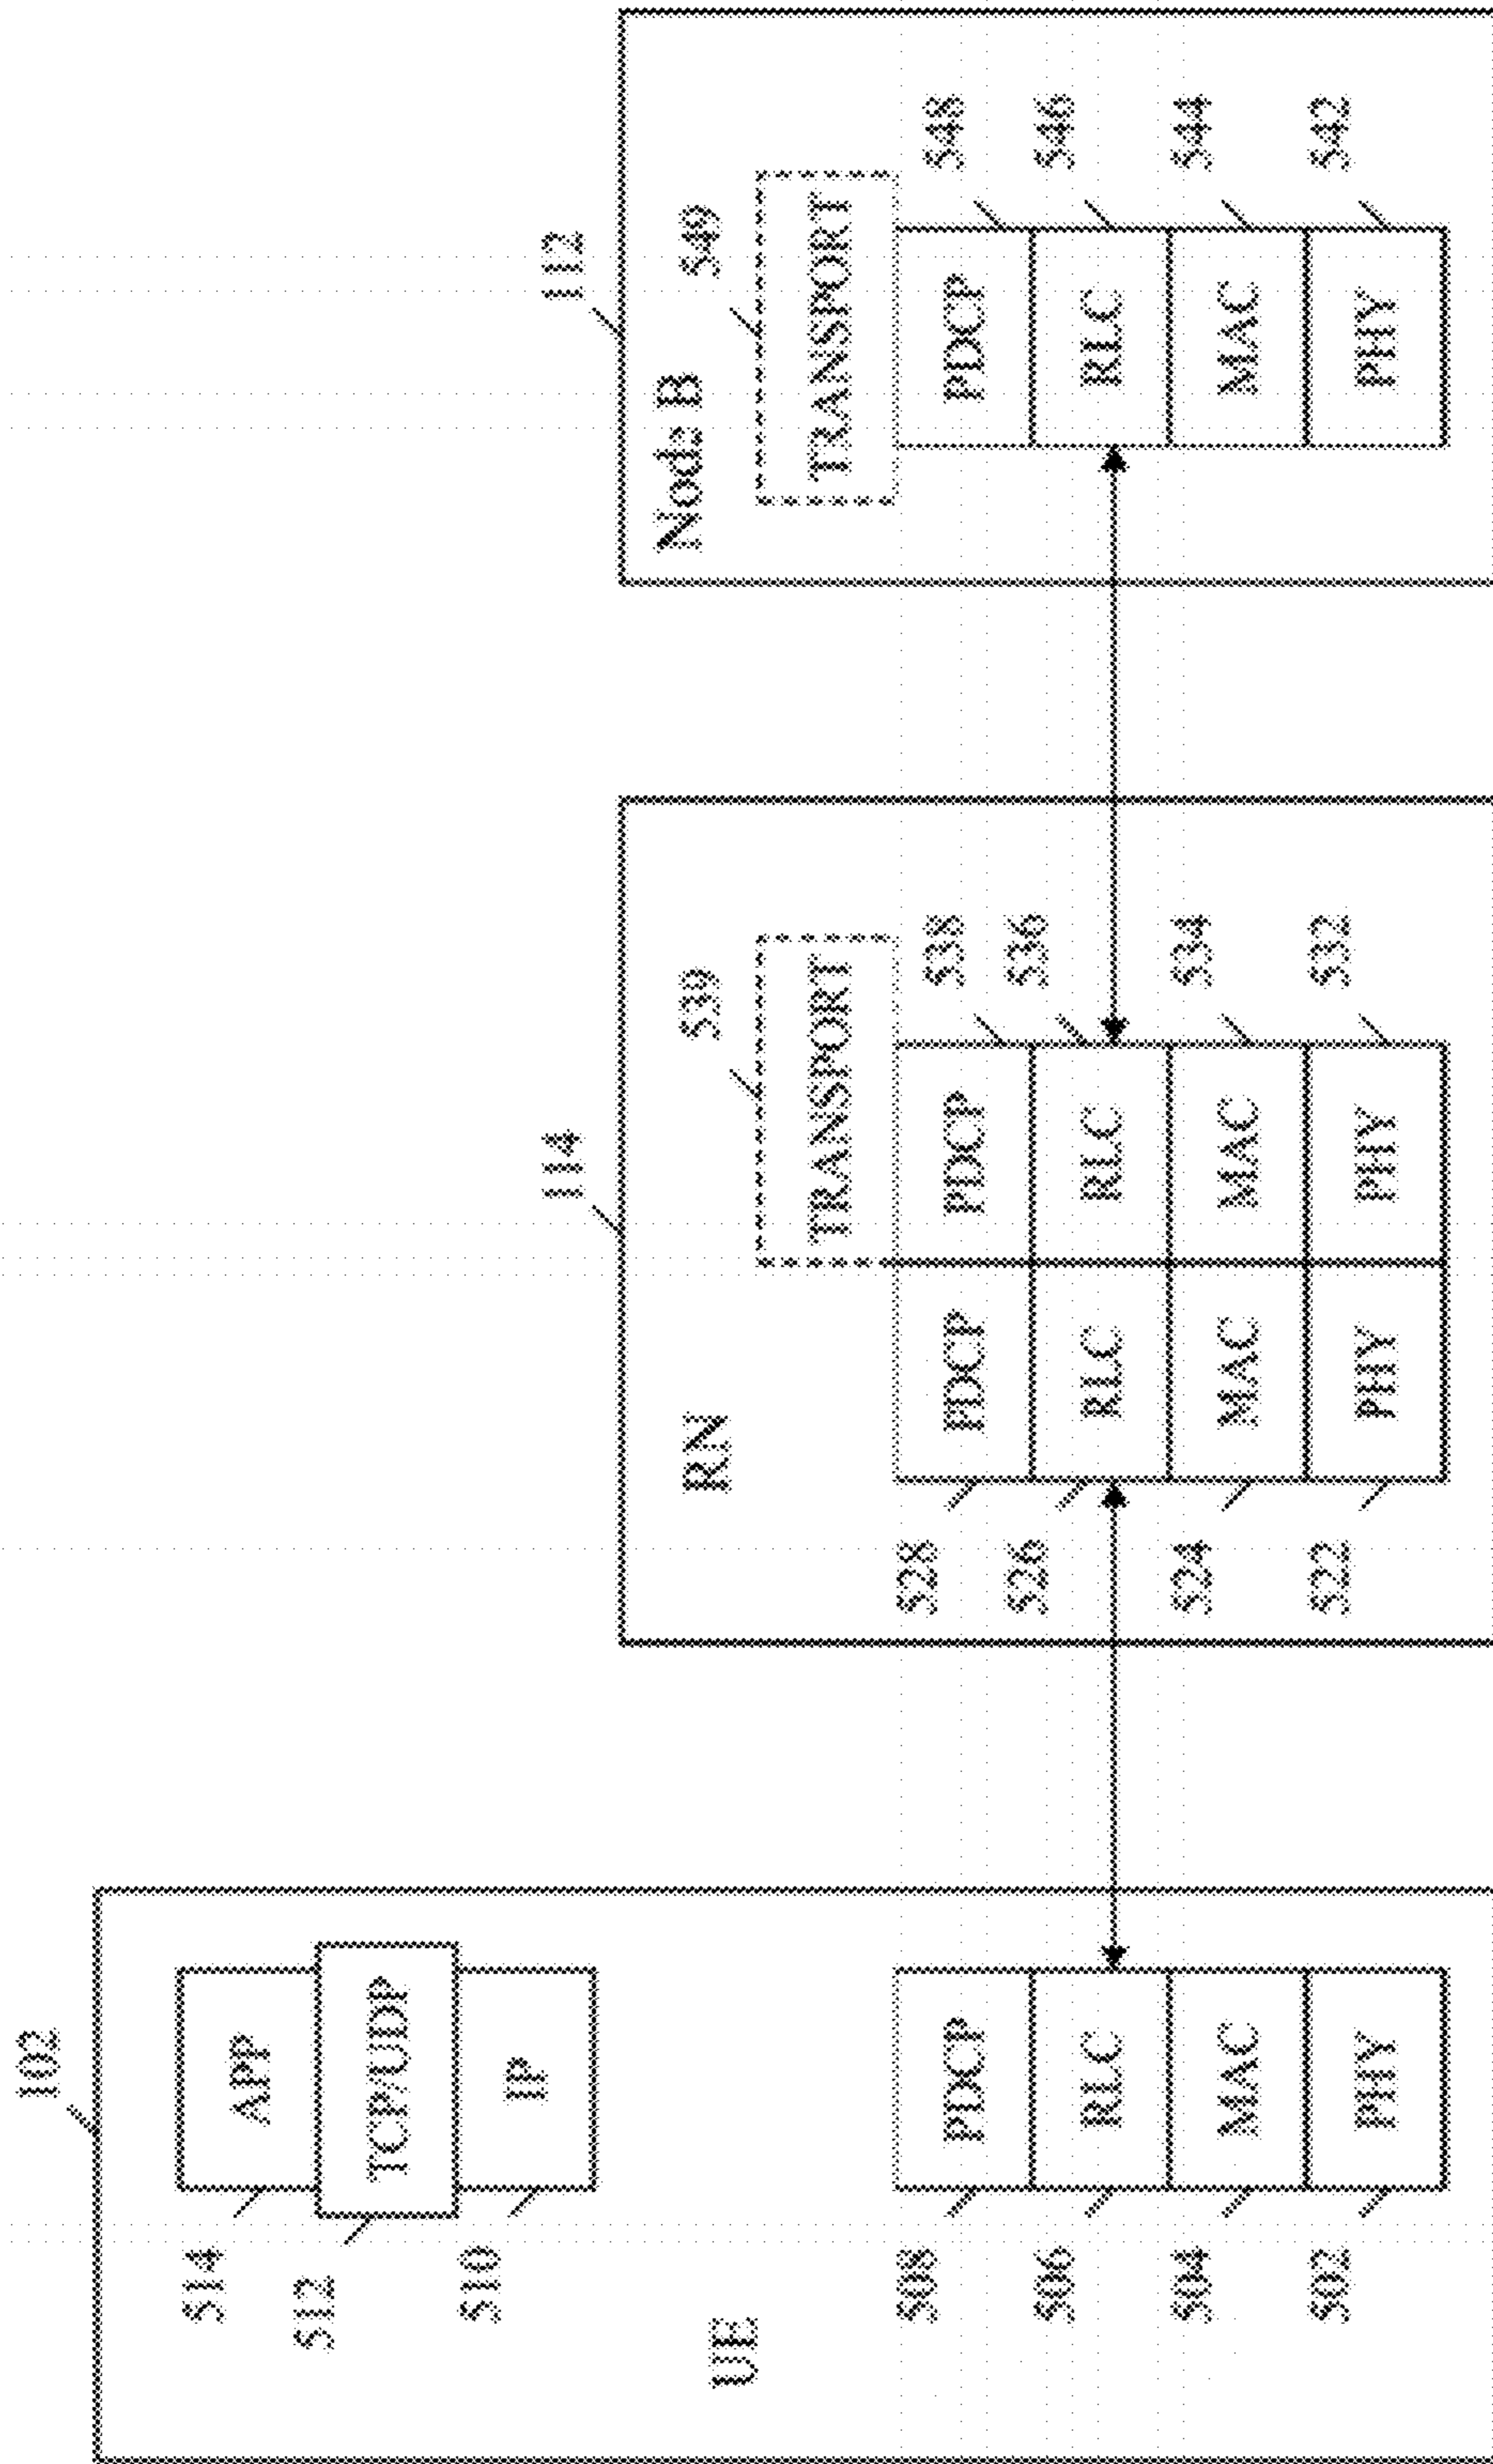 102
514
APP
512
TCP/UDP
510
IP
UE
508
PDCP
506
RLC
504
MAC
502
PHY
114
RN
539
TRANSPORT
528
PDCP
PDCP
538
526
RLC
RLC
536
524
MAC
MAC
534
522
PHY
PHY
532
112
Node B
549
TRANSPORT
PDCP
548
RLC
546
MAC
544
PHY
542